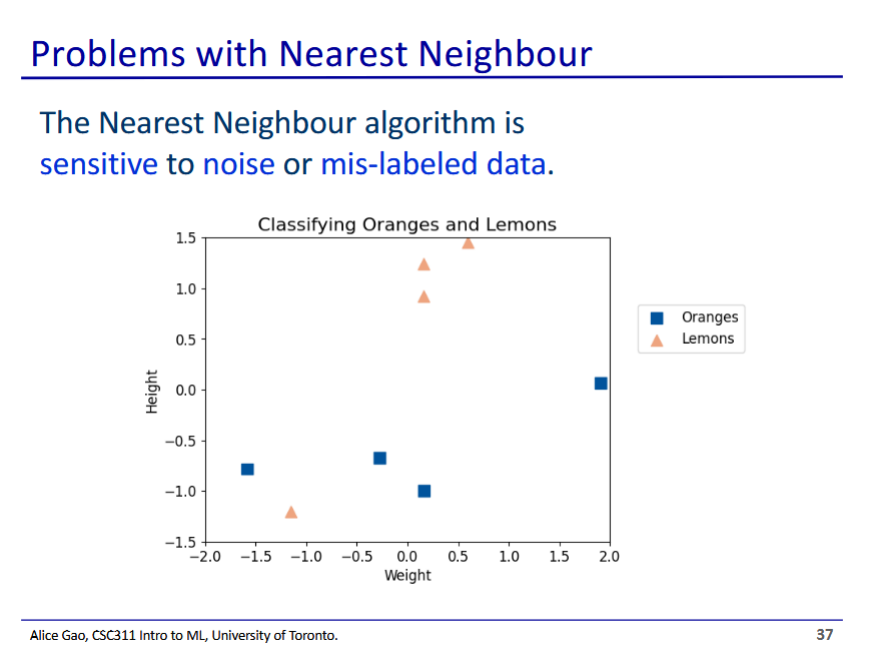 Problems with Nearest Neighbour
The Nearest Neighbour algorithm is
sensitive to noise or mis-labeled data.
Classifying Oranges and Lemons
1.5
1.0
0.5
0.0
−0.5
−1.0
−1.5
Height
−2.0 −1.5 −1.0 −0.5 0.0 0.5 1.0 1.5 2.0
Weight
Oranges
Lemons
Alice Gao, CSC311 Intro to ML, University of Toronto. 37